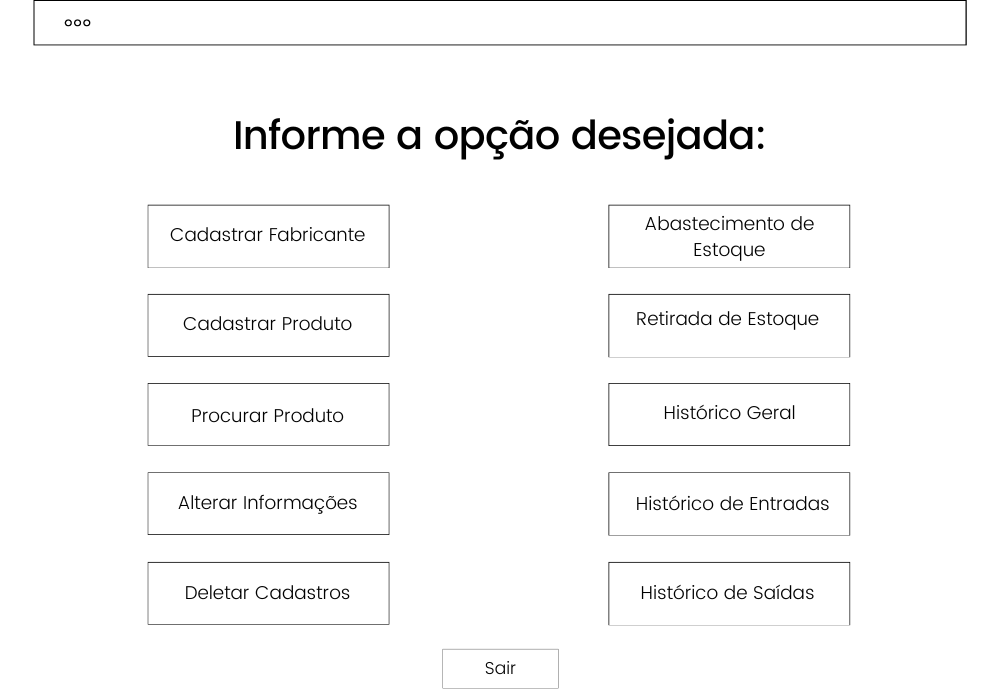 Informe a opção desejada:
Cadastrar Fabricante
Cadastrar Produto
Procurar Produto
Alterar Informações
Deletar Cadastros
Abastecimento de
Estoque
Retirada de Estoque
Histórico Geral
Histórico de Entradas
Histórico de Saídas
Sair